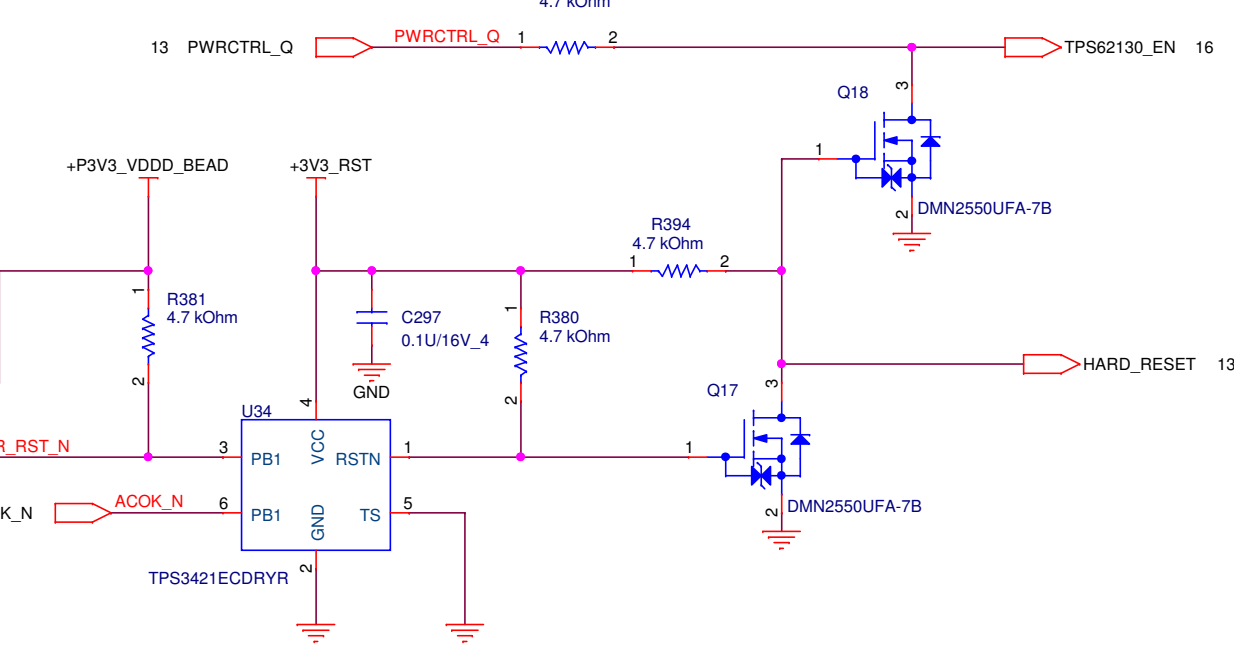 4.7 kOhm
13 PWRCTRL_Q
PWRCTRL_Q
1
2
TPS62130_EN 16
3
Q18
1
2
DMN2550UFA-7B
+P3V3_VDDD_BEAD
+3V3_RST
R394
4.7 kOhm
1
2
1
R381
4.7 kOhm
2
C297
0.1U/16V_4
GND
1
R380
4.7 kOhm
2
HARD_RESET 13
Q17
3
1
2
DMN2550UFA-7B
U34
4
R_RST_N
3
PB1
VCC
RSTN
1
K_N
ACOK_N
6
PB1
GND
TS
5
2
TPS3421ECDRYR